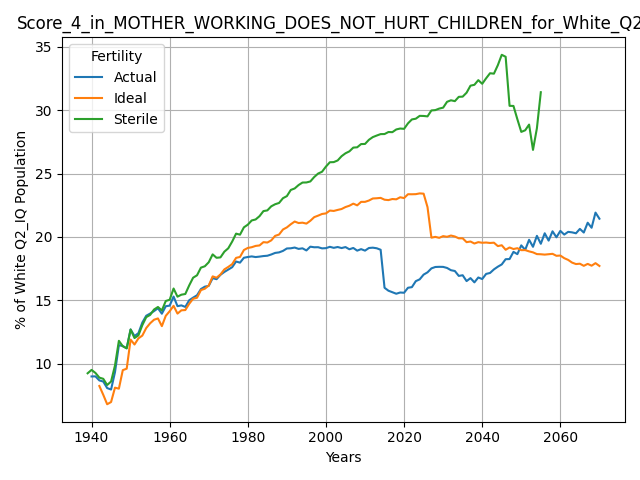 Score_4_in_MOTHER_WORKING_DOES_NOT_HURT_CHILDREN_for_White_Q2
35
30
25
20
15
10
% of White Q2_IQ Population
Fertility
Actual
Ideal
Sterile
1940 1960 1980 2000 2020 2040 2060
Years